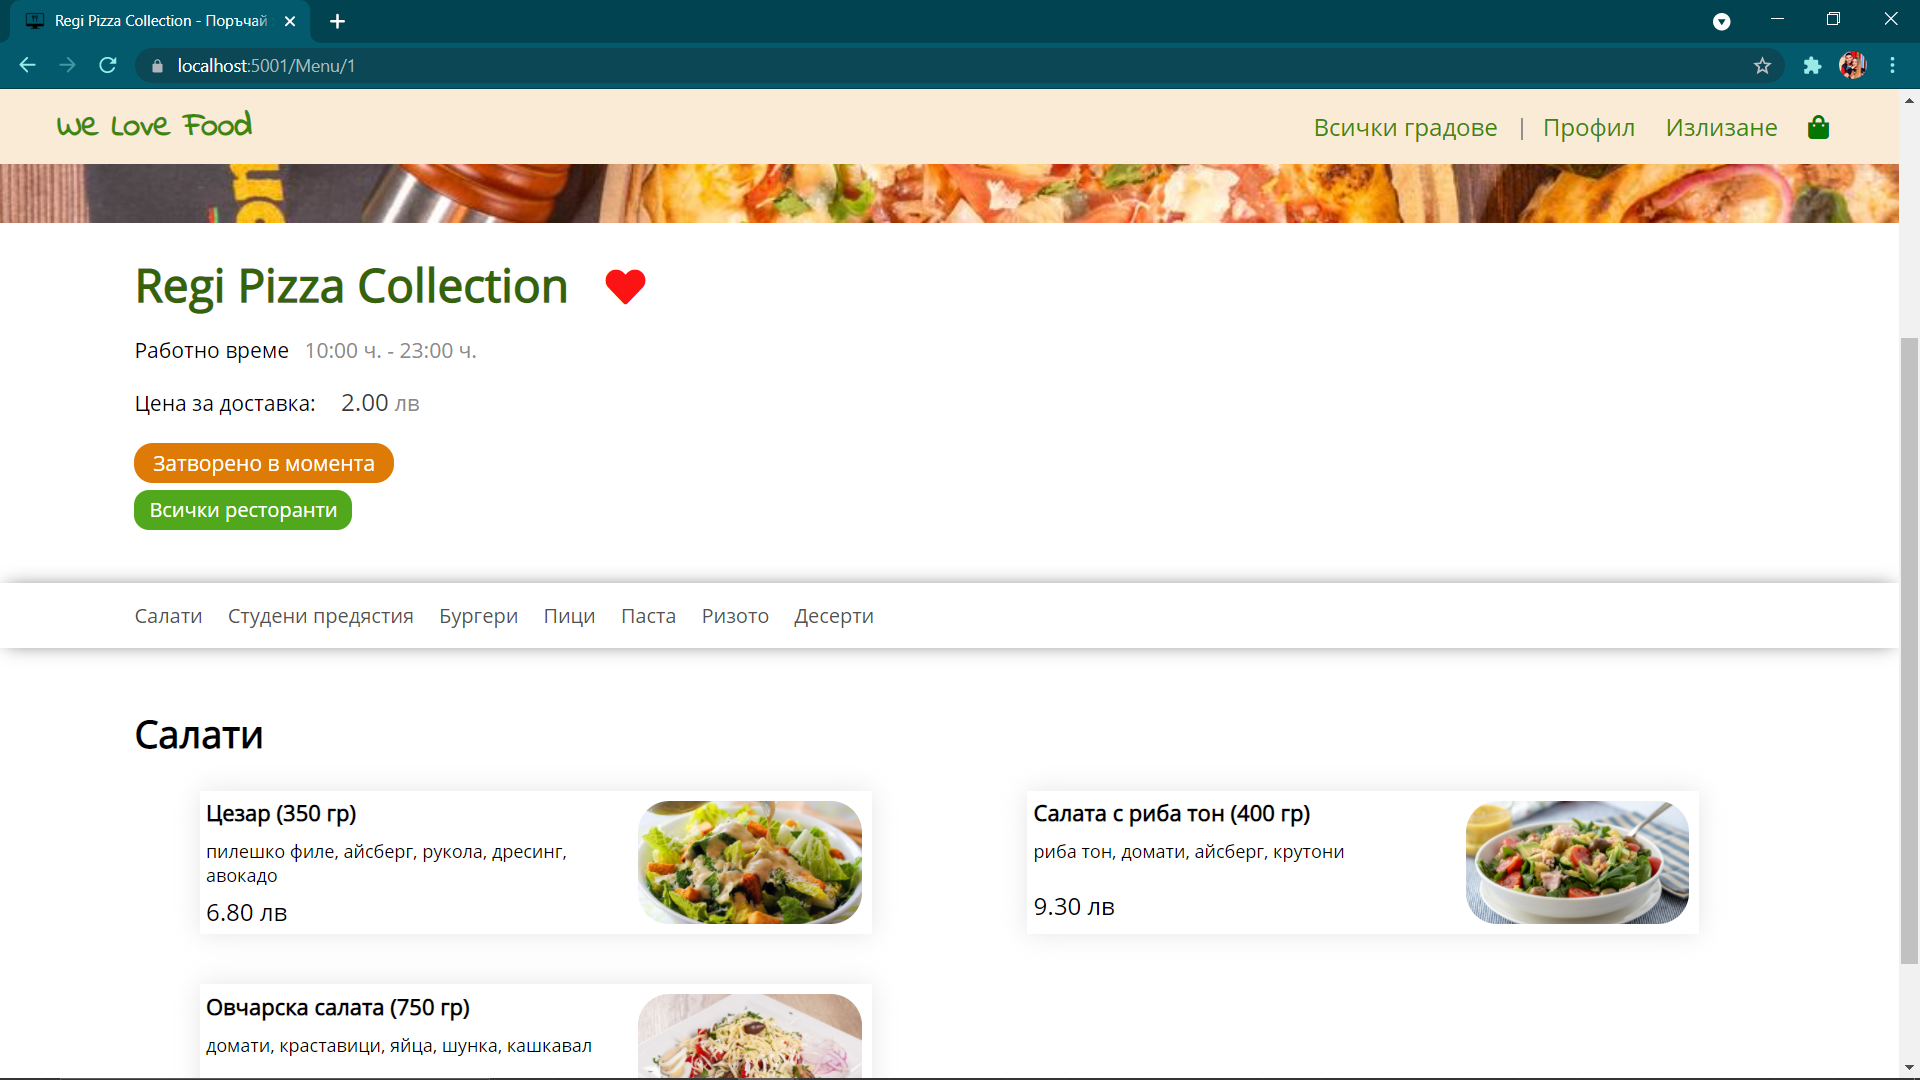 Regi Pizza Collection - Поръчай
localhost:5001/Menu/1
We Love Food
Всички градове | Профил Излизане
Regi Pizza Collection
Работно време 10:00 ч. - 23:00 ч.
Цена за доставка: 2.00 лв
Затворено в момента
Всички ресторанти
Салати Студени предястия Бургери Пици Паста Ризото Десерти
Салати
Цезар (350 гр)
пилешко филе, айсберг, рукола, дресинг,
авокадо
6.80 лв
Салата с риба тон (400 гр)
риба тон, домати, айсберг, крутони
9.30 лв
Овчарска салата (750 гр)
домати, краставици, яйца, шунка, кашкавал